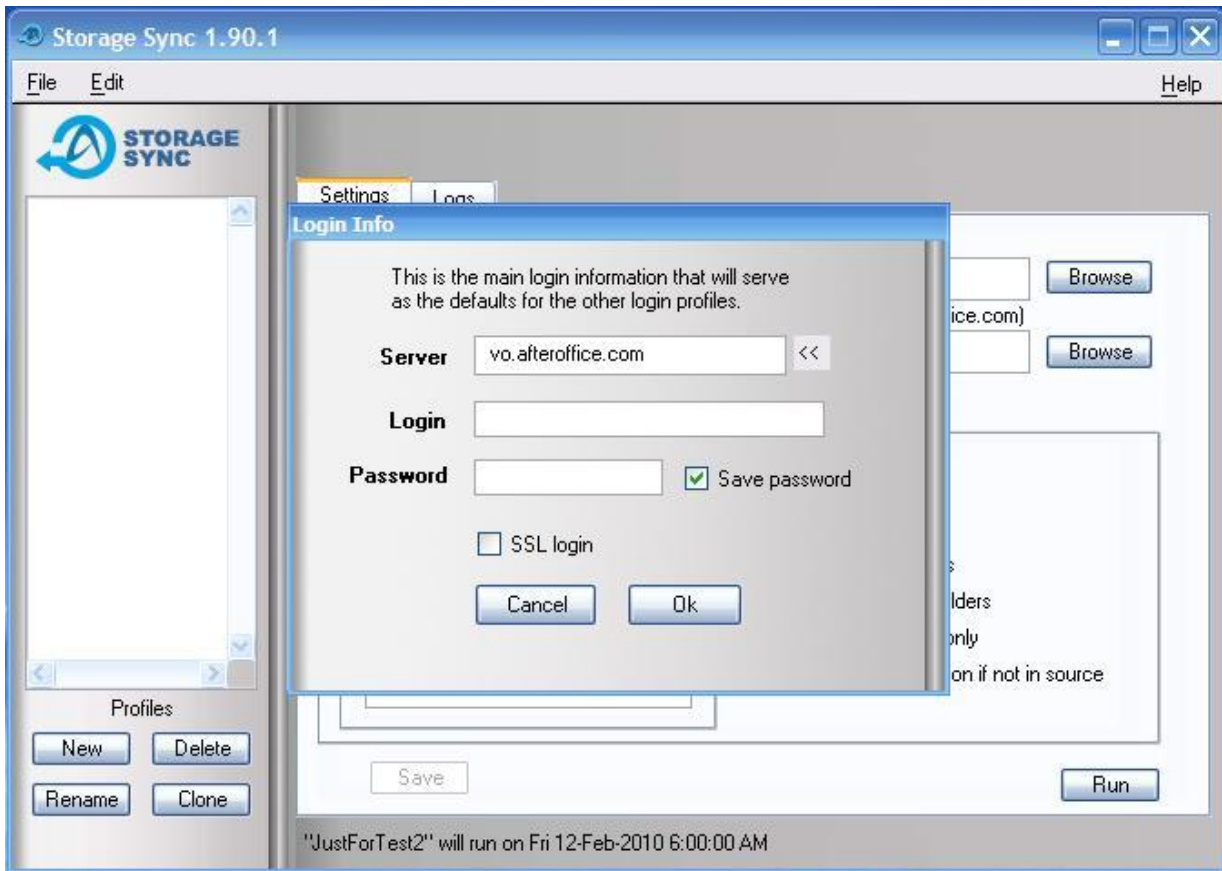 Storage Sync 1.90.1
File Edit Help
STORAGE
SYNC
Settings Logs
Login Info
This is the main login information that will serve
as the defaults for the other login profiles.
Browse
ice.com)
Server vo.afteroffice.com <<
Browse
Login
Password Save password
SSL login
lders
Cancel Ok
only
on if not in source
Profiles
New Delete
Rename Clone
Save
Run
"JustForTest2" will run on Fri 12-Feb-2010 6:00:00 AM